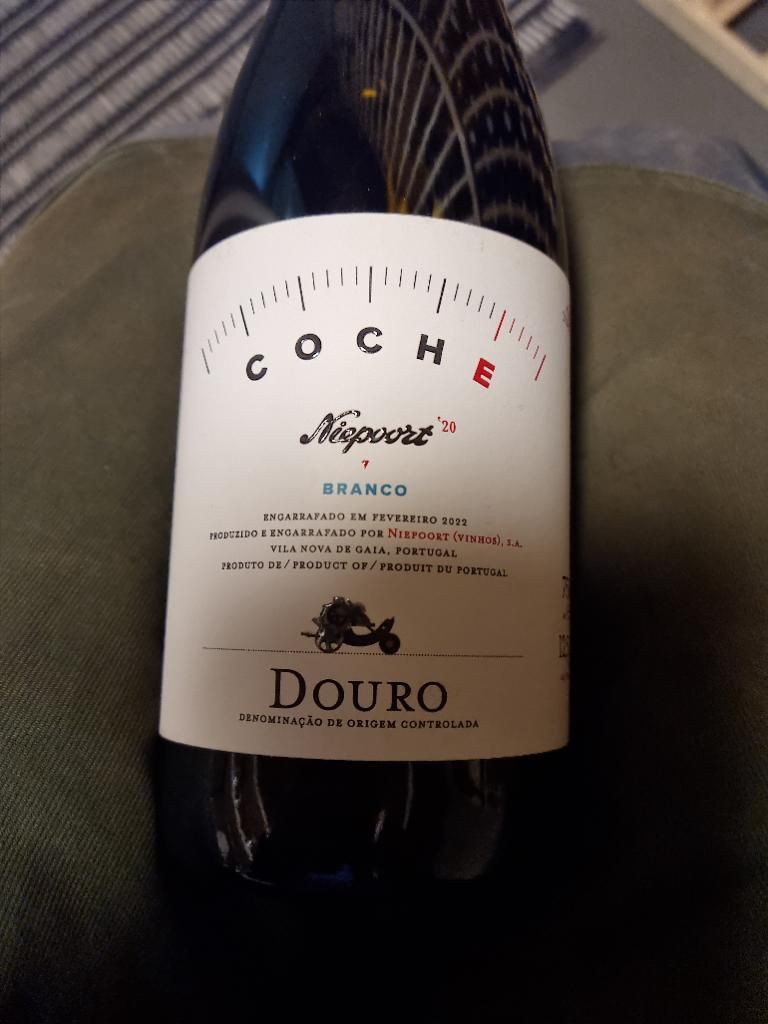 COCHE
Niepoort '20
BRANCO
ENGARRAFADO EM FEVEREIRO 2022
PRODUZIDO E ENGARRAFADO POR NIEPOORT (VINHOS), S.A.
VILA NOVA DE GAIA, PORTUGAL
PRODUTO DE / PRODUCT OF / PRODUIT DU PORTUGAL
DOURO
DENOMINAÇÃO DE ORIGEM CONTROLADA